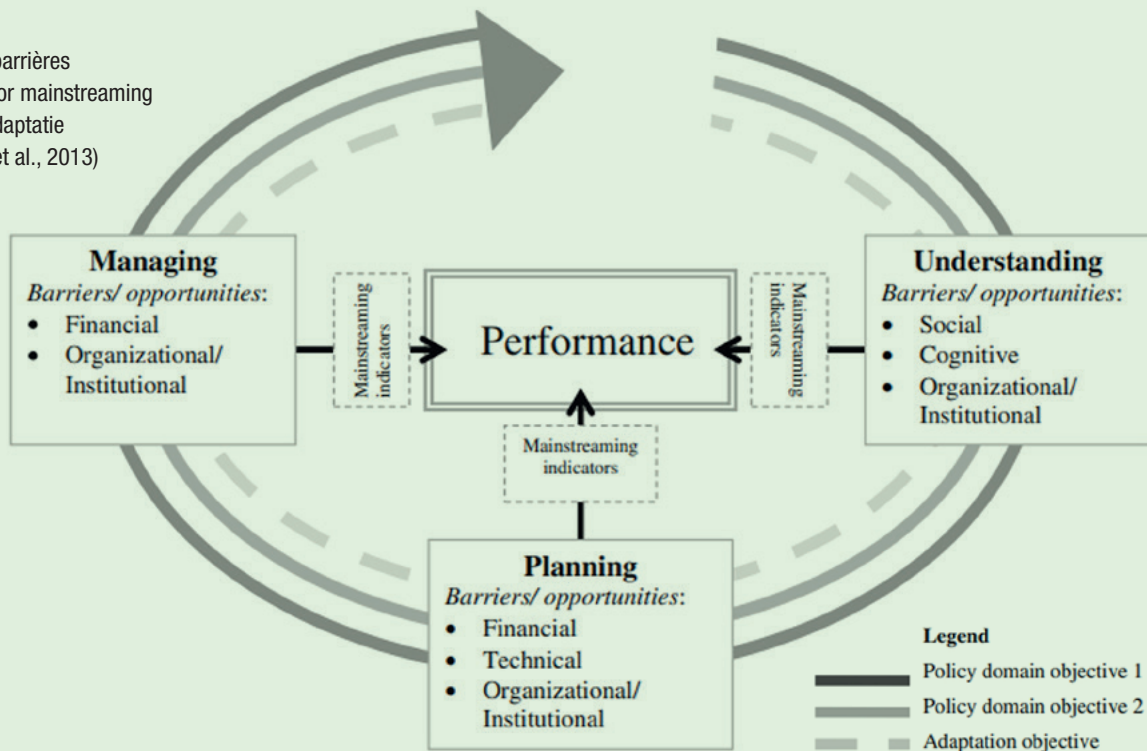 barrières
or mainstreaming
daptatie
et al., 2013)
Managing
Barriers/ opportunities:
• Financial
• Organizational/
Institutional
Mainstreaming
indicators
Performance
Mainstreaming
indicators
Understanding
Barriers/ opportunities:
• Social
• Cognitive
• Organizational/
Institutional
Mainstreaming
indicators
Planning
Barriers/ opportunities:
• Financial
• Technical
• Organizational/
Institutional
Legend
Policy domain objective 1
Policy domain objective 2
Adaptation objective